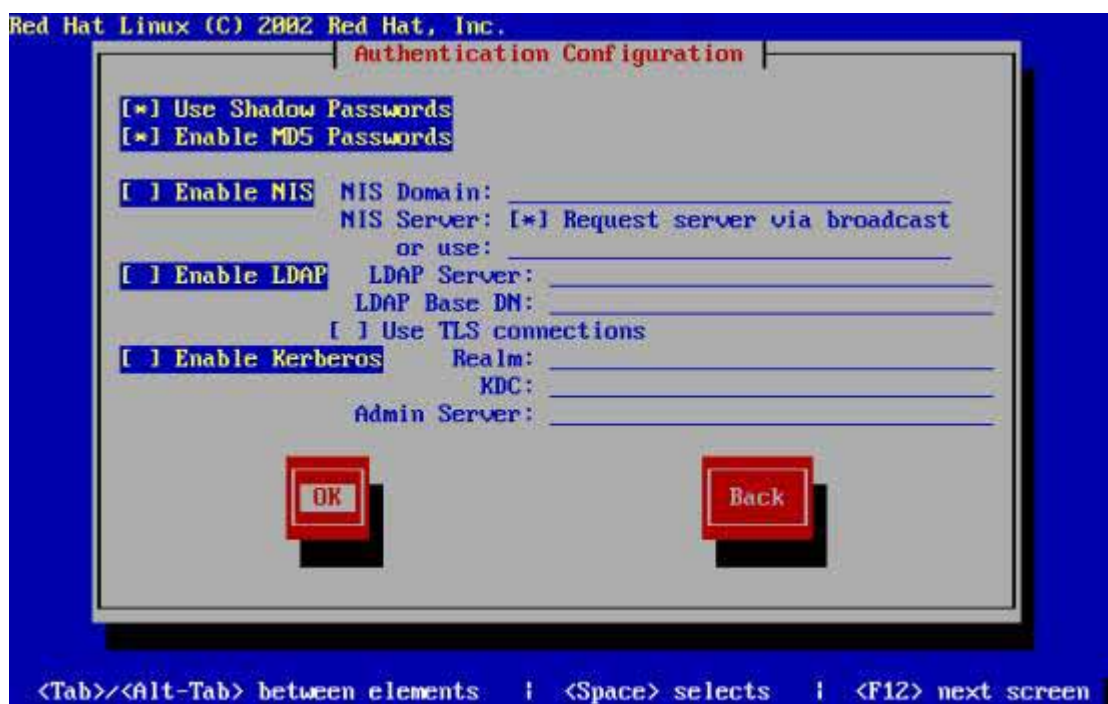 Red Hat Linux (C) 2002 Red Hat, Inc.
Authentication Configuration
[*] Use Shadow Passwords
[*] Enable MD5 Passwords
[ ] Enable NIS NIS Domain:
NIS Server: [*] Request server via broadcast
or use:
[ ] Enable LDAP LDAP Server:
LDAP Base DN:
[ ] Use TLS connections
[ ] Enable Kerberos Realm:
KDC:
Admin Server:
OK Back
<Tab>/<Alt-Tab> between elements | <Space> selects | <F12> next screen